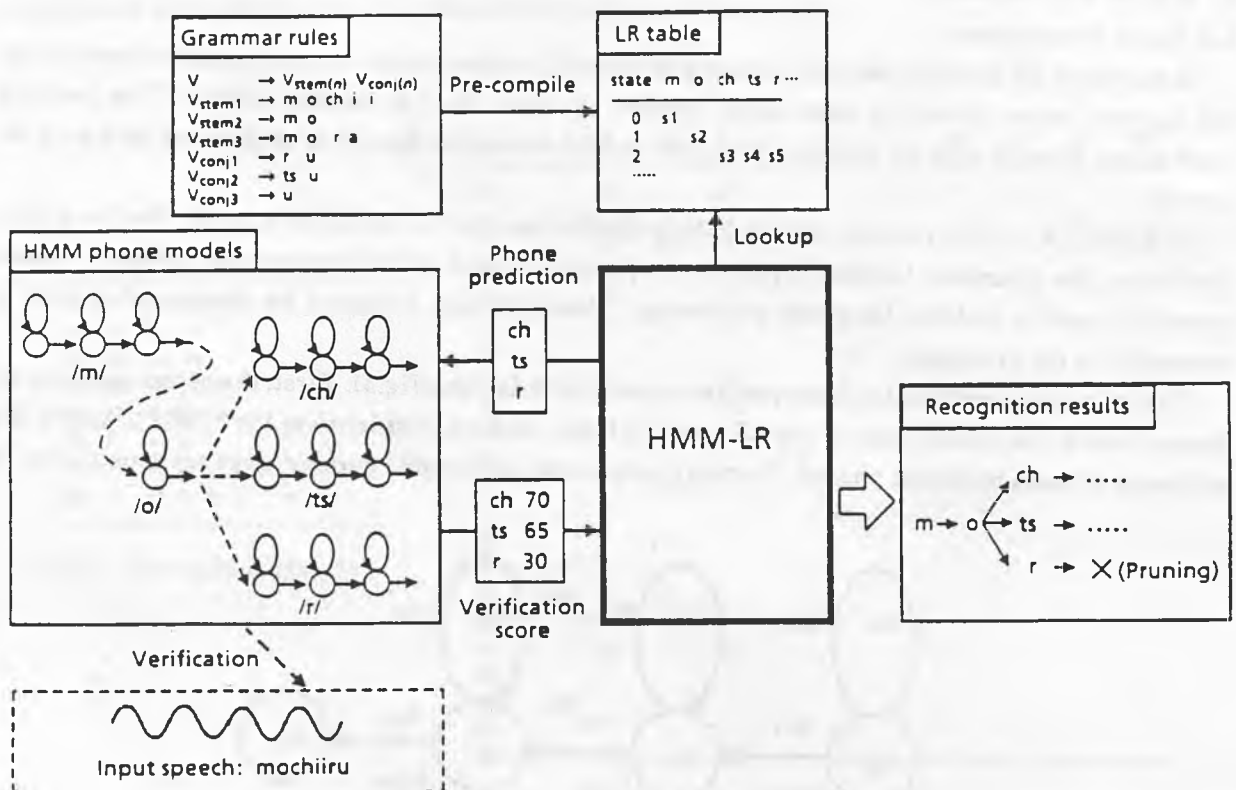 Grammar rules
V → Vstem(n) Vconj(n)
Vstem1 → m o ch i i
Vstem2 → m o
Vstem3 → m o r a
Vconj1 → r u
Vconj2 → ts u
Vconj3 → u
Pre-compile
LR table
state m o ch ts r ...
0 s1
1 s2
2 s3 s4 s5
.....
Lookup
HMM phone models
/m/
/o/
/ch/
/ts/
/r/
Phone
prediction
ch
ts
r
HMM-LR
ch 70
ts 65
r 30
Verification
score
Recognition results
m → o → ch → .....
ts → .....
r → X (Pruning)
Verification
Input speech: mochiiru